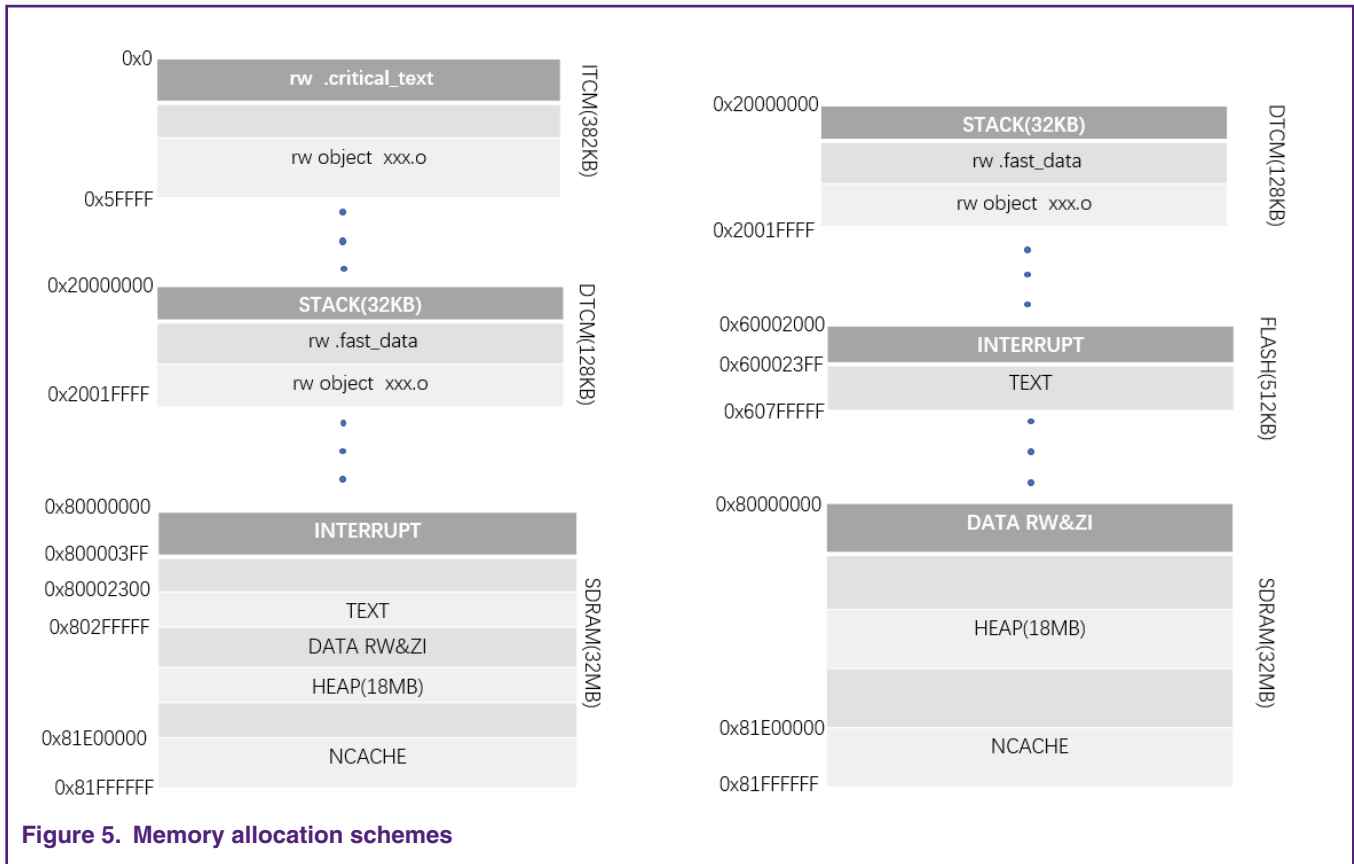 0x0
rw .critical_text
rw object xxx.o
0x5FFFF
ITCM(382KB)
0x20000000
STACK(32KB)
rw .fast_data
rw object xxx.o
0x2001FFFF
DTCM(128KB)
0x80000000
INTERRUPT
0x800003FF
0x80002300
TEXT
0x802FFFFF
DATA RW&ZI
HEAP(18MB)
0x81E00000
NCACHE
0x81FFFFFF
SDRAM(32MB)
0x20000000
STACK(32KB)
rw .fast_data
rw object xxx.o
0x2001FFFF
DTCM(128KB)
0x60002000
INTERRUPT
0x600023FF
TEXT
0x607FFFFF
FLASH(512KB)
0x80000000
DATA RW&ZI
HEAP(18MB)
0x81E00000
NCACHE
0x81FFFFFF
SDRAM(32MB)
Figure 5. Memory allocation schemes